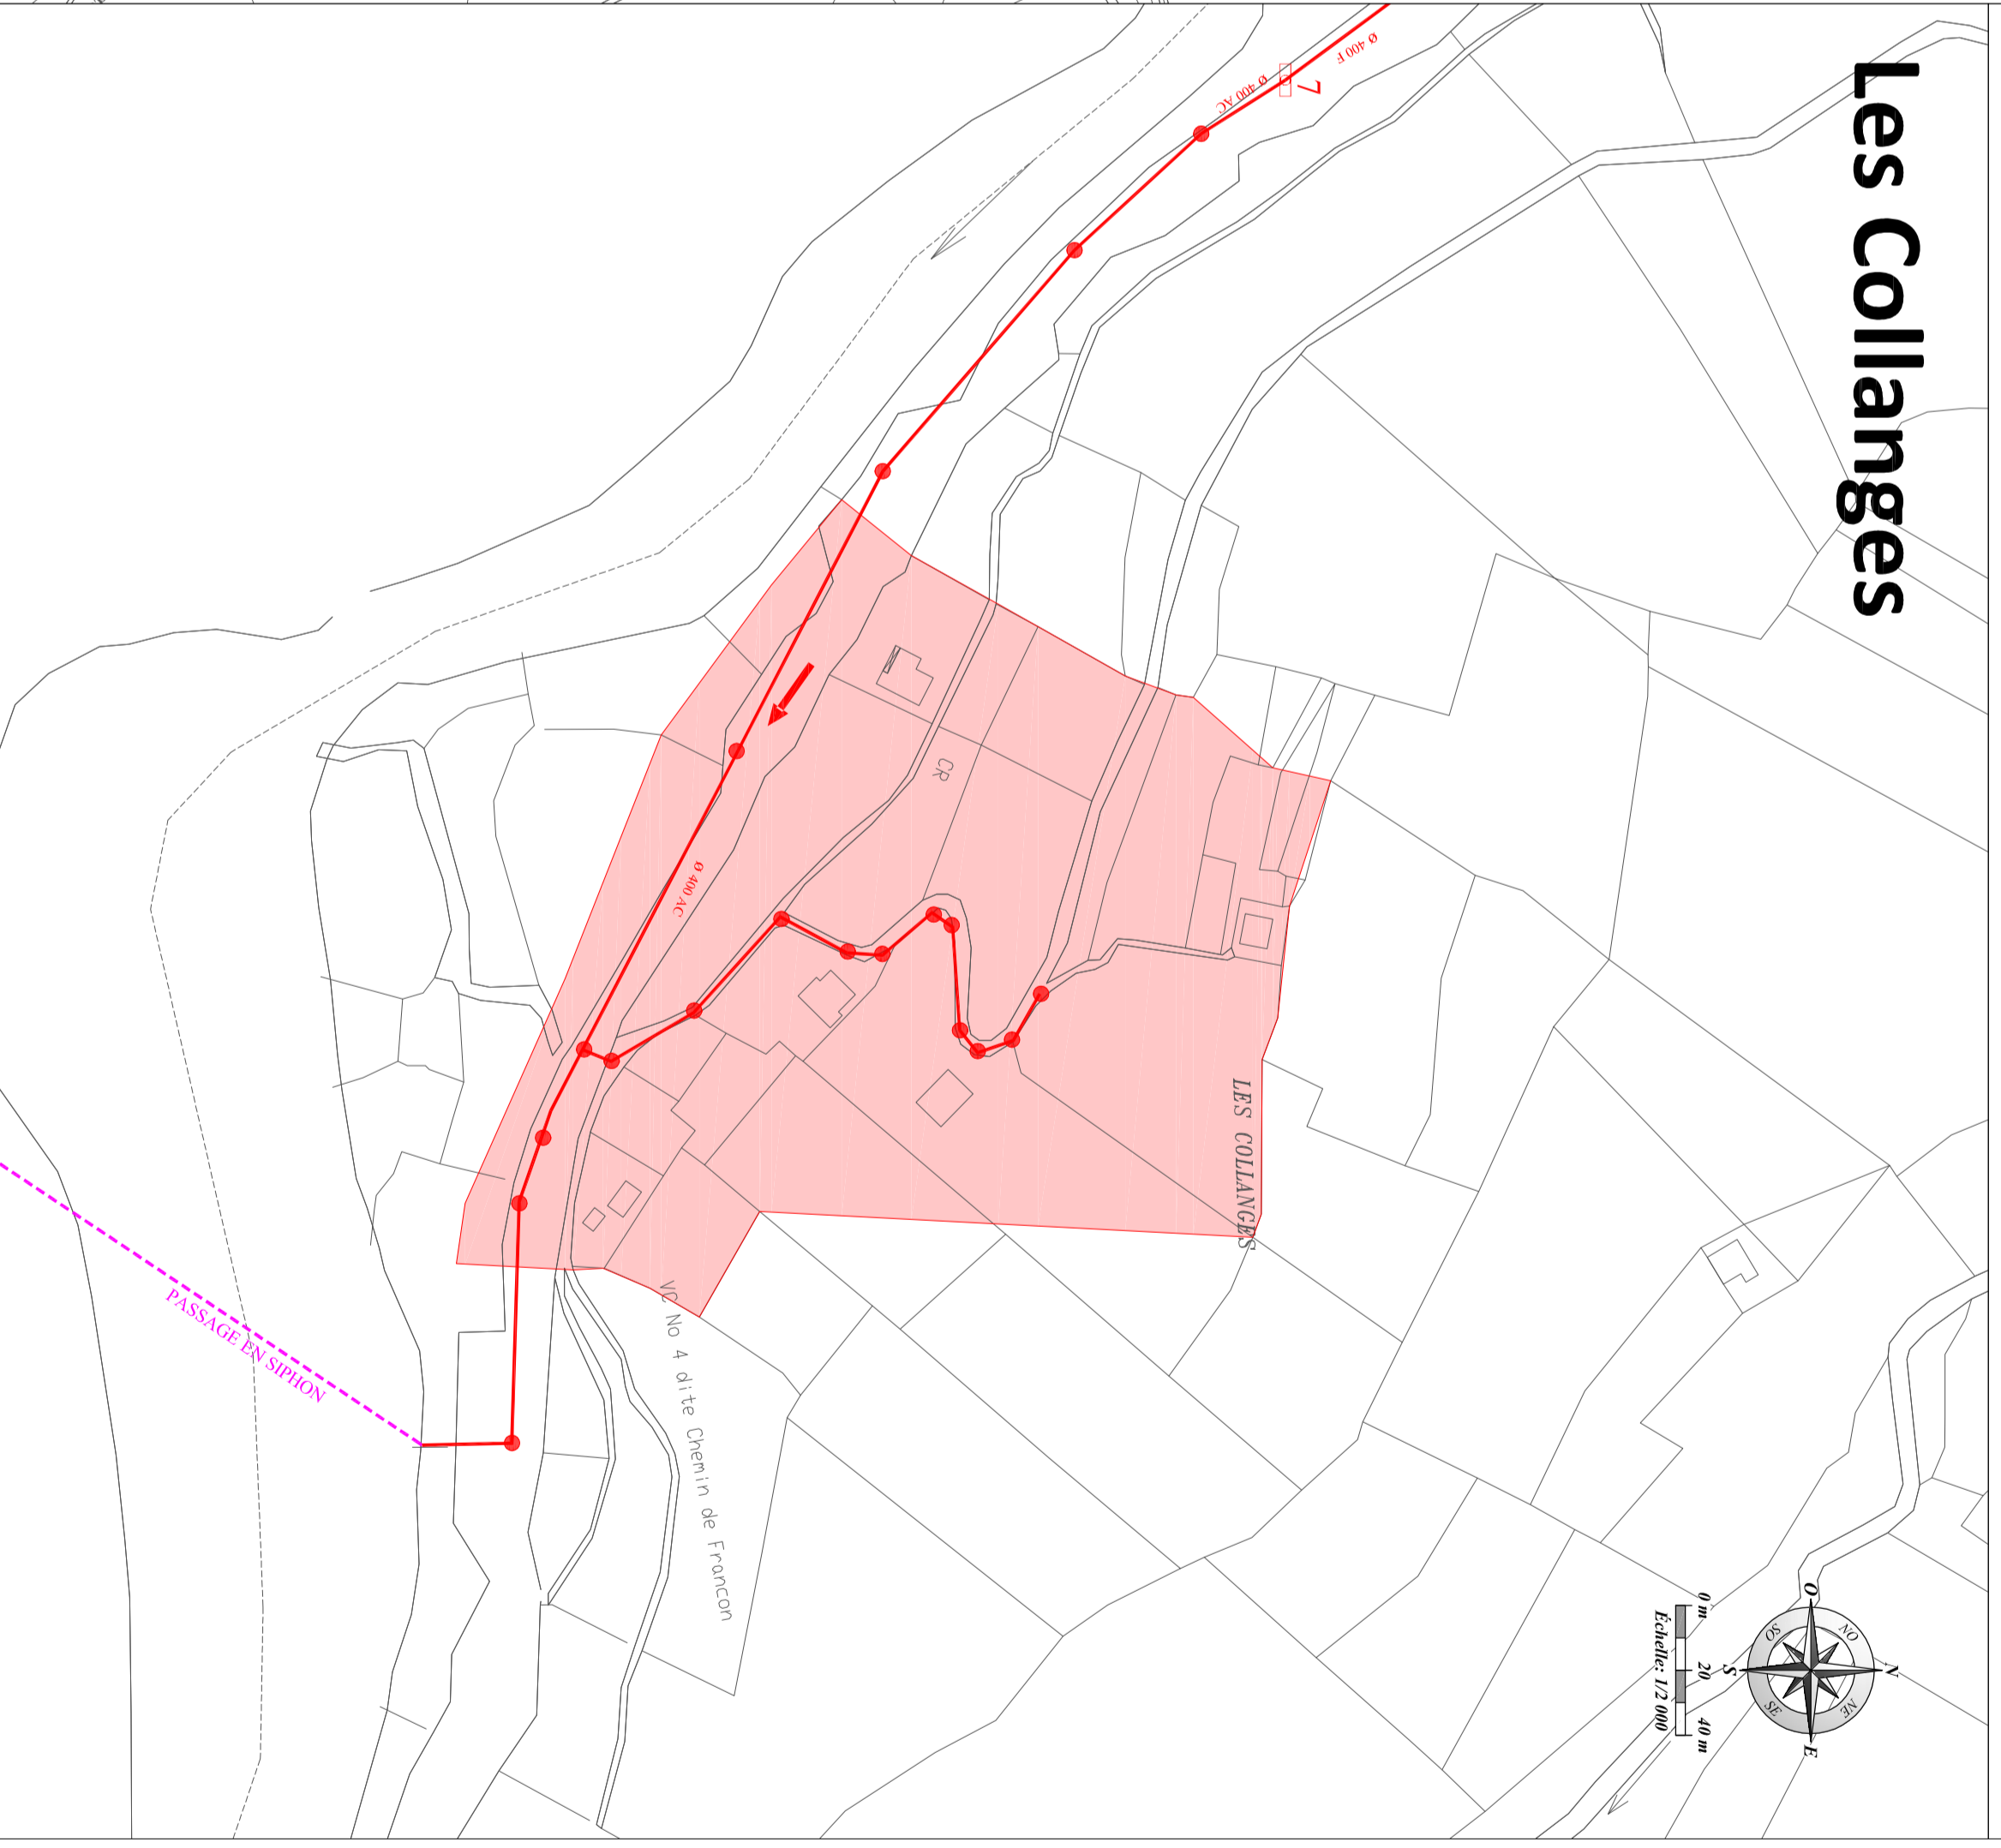 Les Collanges
Ø 400 F
7
Ø 400 AC
CR
Ø 400 AC
LES COLLANGES
VC No 4 dite Chemin de Francon
PASSAGE EN SIPHON
0 m 20 40 m
Échelle: 1/2 000
N
NE
E
SE
S
SO
O
NO